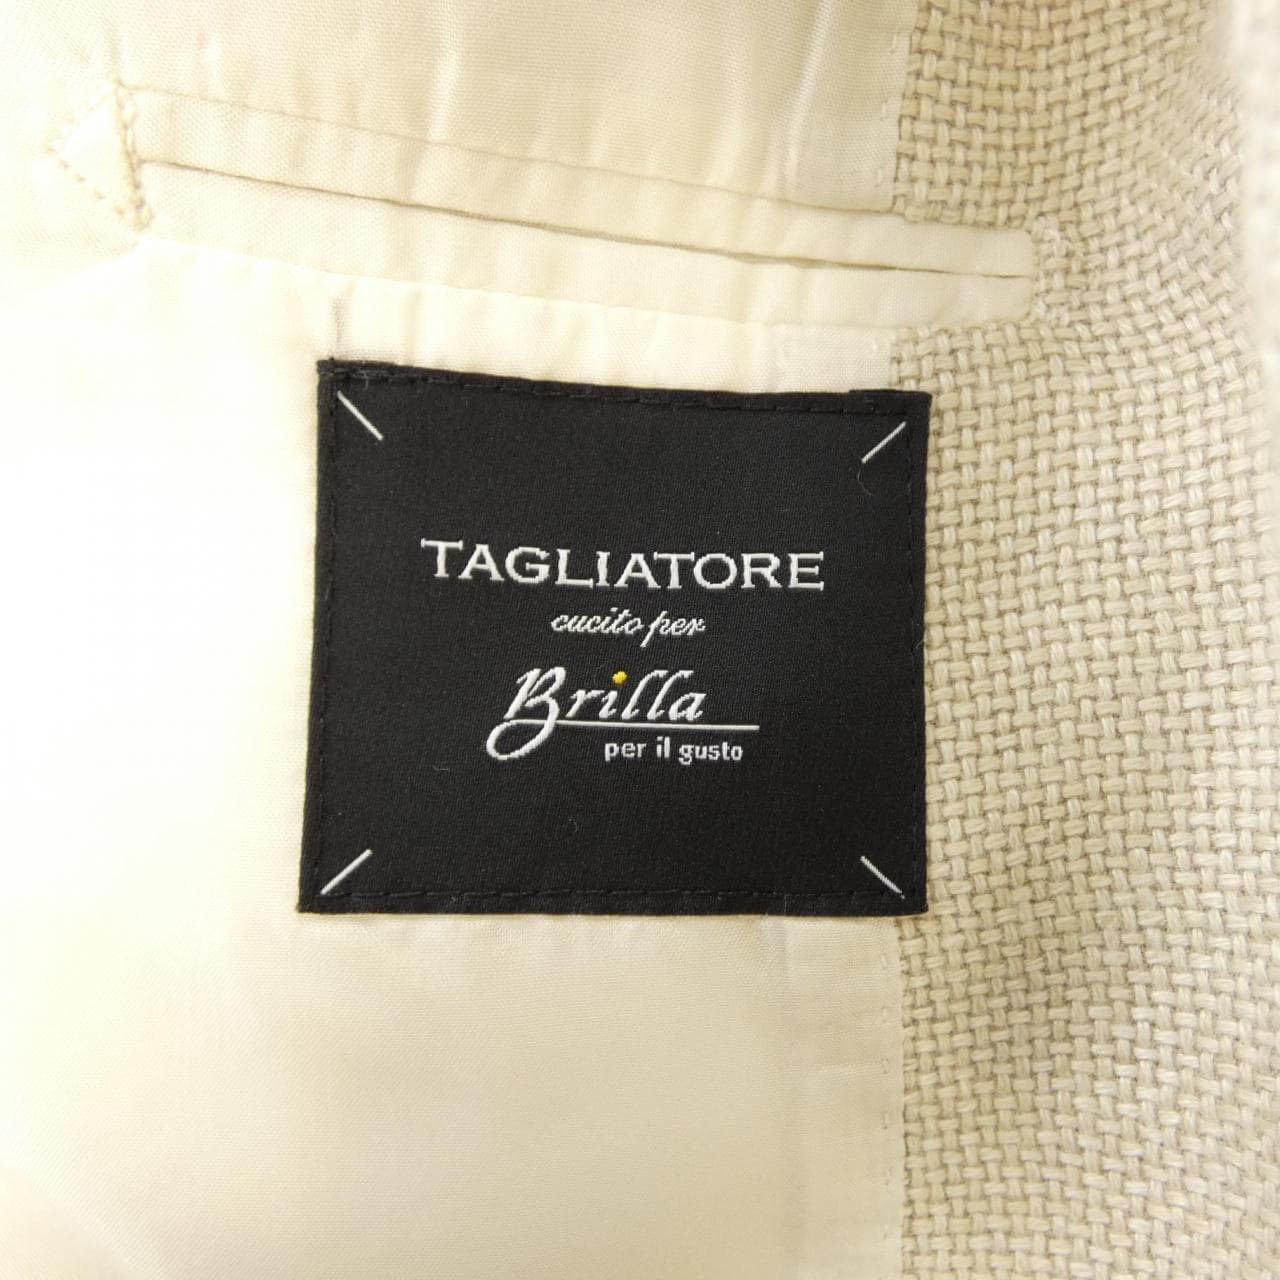 TAGLIATORE
cucito per
Brilla
per il gusto